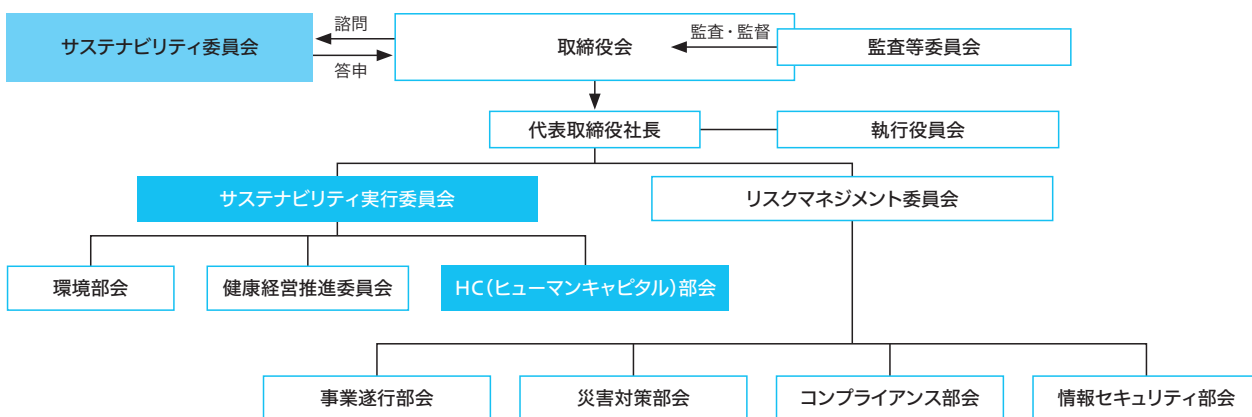 諮問
サステナビリティ委員会
取締役会
監査・監督
監査等委員会
答申
代表取締役社長
執行役員会
サステナビリティ実行委員会
リスクマネジメント委員会
環境部会
健康経営推進委員会
HC(ヒューマンキャピタル)部会
事業遂行部会
災害対策部会
コンプライアンス部会
情報セキュリティ部会